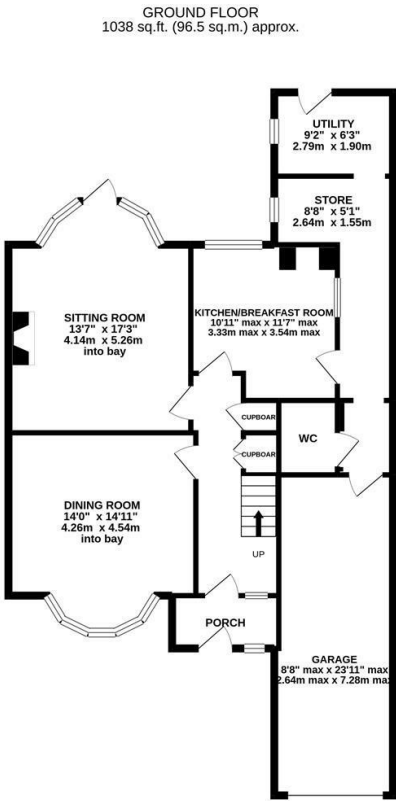 GROUND FLOOR
1038 sq.ft. (96.5 sq.m.) approx.
UTILITY
9'2" x 6'3"
2.79m x 1.90m
STORE
8'8" x 5'1"
2.64m x 1.55m
SITTING ROOM
13'7" x 17'3"
4.14m x 5.26m
into bay
KITCHEN/BREAKFAST ROOM
10'11" max x 11'7" max
3.33m max x 3.54m max
CUPBOAR
CUPBOAR
WC
DINING ROOM
14'0" x 14'11"
4.26m x 4.54m
into bay
UP
PORCH
GARAGE
8'8" max x 23'11" max
2.64m max x 7.28m max